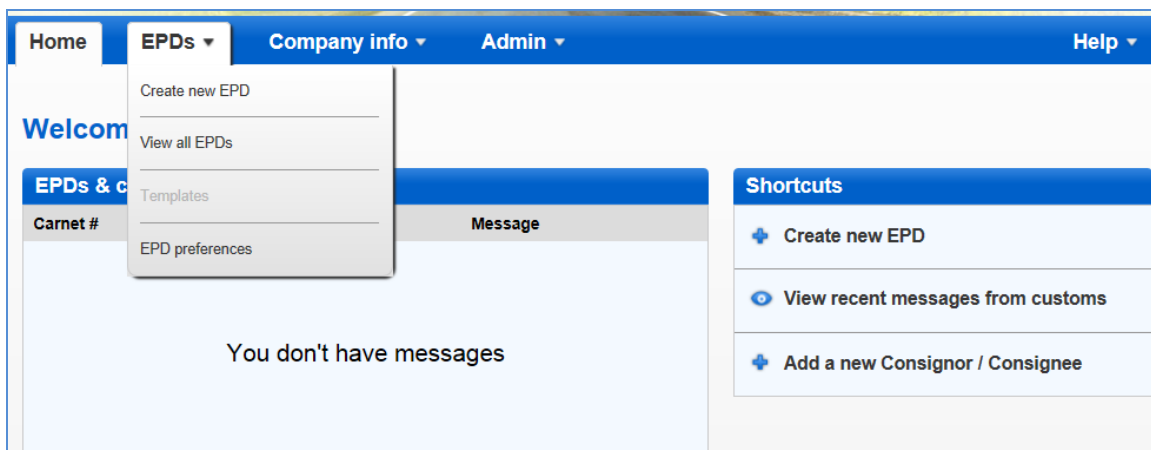 Home EPDs Company info Admin Help
Create new EPD
View all EPDs
Templates
EPD preferences
Welcom
EPDs & c
Carnet # Message
You don't have messages
Shortcuts
Create new EPD
View recent messages from customs
Add a new Consignor / Consignee